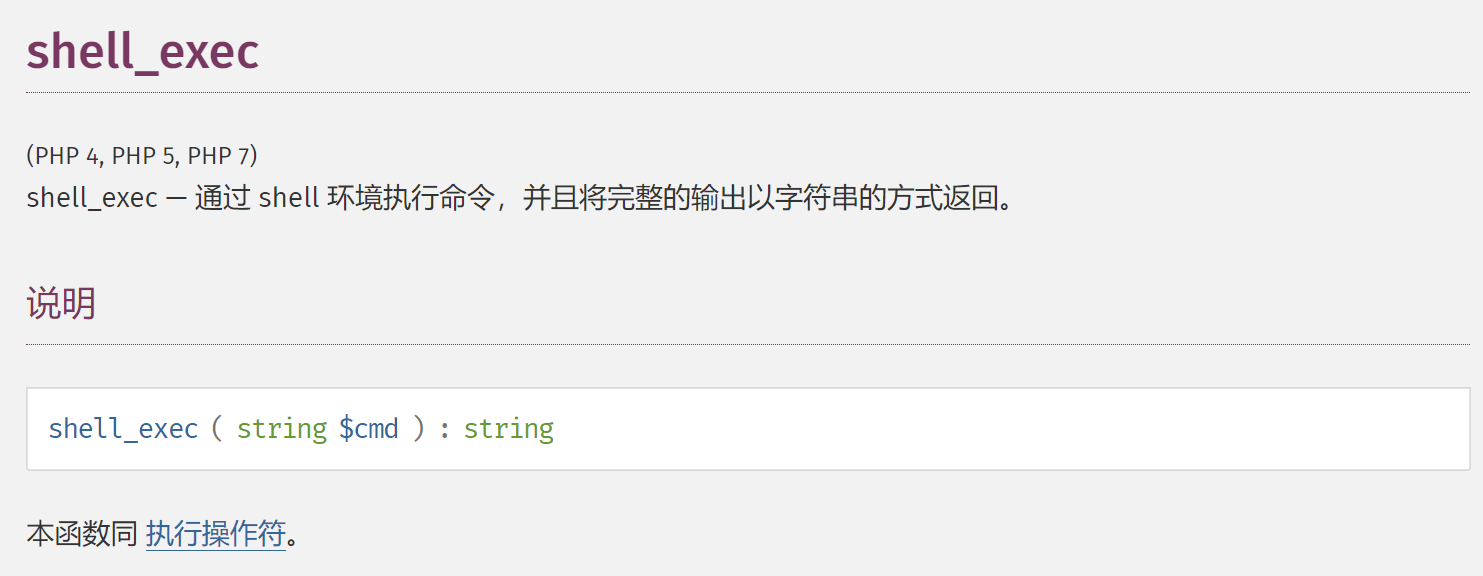 shell_exec
(PHP 4, PHP 5, PHP 7)
shell_exec — 通过 shell 环境执行命令，并且将完整的输出以字符串的方式返回。
说明
shell_exec ( string $cmd ) : string
本函数同 执行操作符。